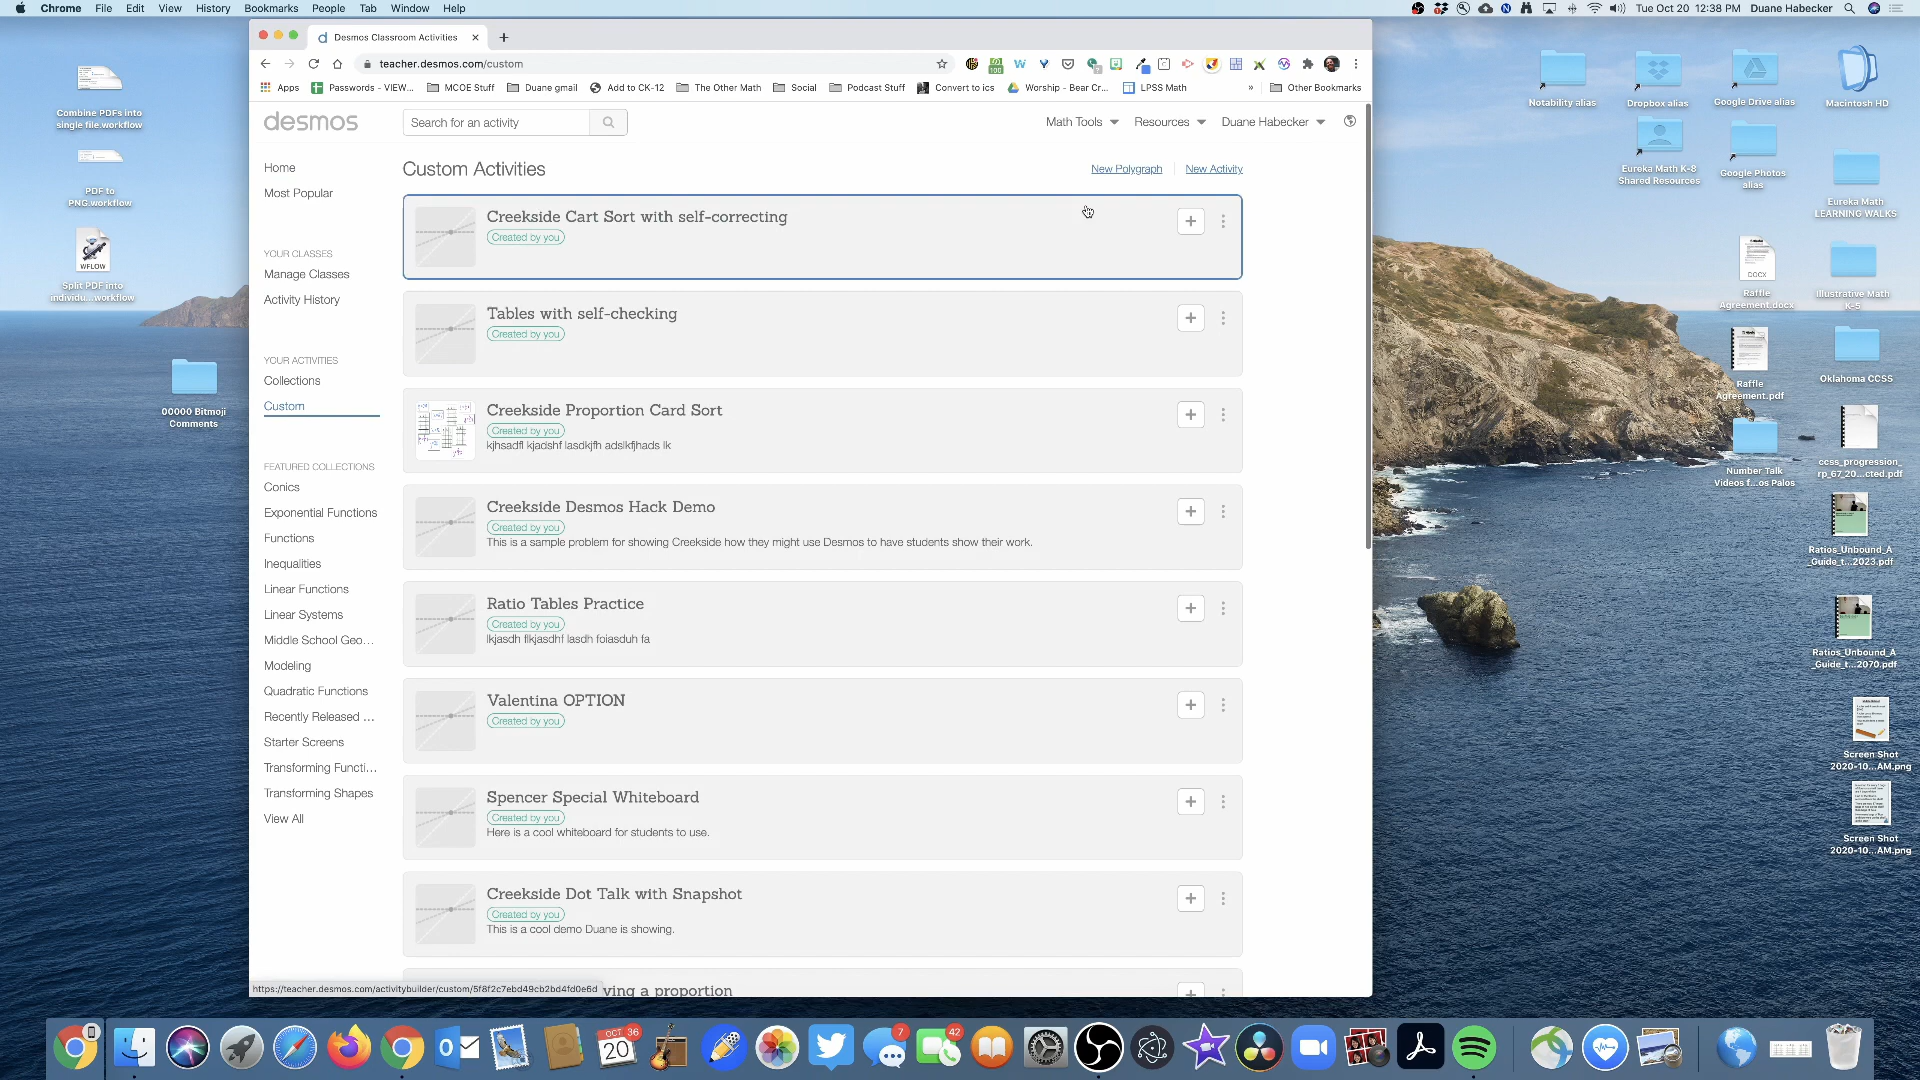 Chrome File Edit View History Bookmarks People Tab Window Help
Tue Oct 20 12:38 PM Duane Habecker
Desmos Classroom Activities
teacher.desmos.com/custom
Apps Passwords - VIEW... MCOE Stuff Duane gmail Add to CK-12 The Other Math Social Podcast Stuff Convert to ics Worship - Bear Cr... LPSS Math » Other Bookmarks
desmos
Search for an activity
Math Tools Resources Duane Habecker
Home
Most Popular
YOUR CLASSES
Manage Classes
Activity History
YOUR ACTIVITIES
Collections
Custom
FEATURED COLLECTIONS
Conics
Exponential Functions
Functions
Inequalities
Linear Functions
Linear Systems
Middle School Geo...
Modeling
Quadratic Functions
Recently Released ...
Starter Screens
Transforming Functi...
Transforming Shapes
View All
Custom Activities
New Polygraph New Activity
Creekside Cart Sort with self-correcting
Created by you
Tables with self-checking
Created by you
Creekside Proportion Card Sort
Created by you
kjhsadfl kjadshf lasdkjfh adslkfjhads lk
Creekside Desmos Hack Demo
Created by you
This is a sample problem for showing Creekside how they might use Desmos to have students show their work.
Ratio Tables Practice
Created by you
lkjasdh flkjasdhf lasdh foiasduh fa
Valentina OPTION
Created by you
Spencer Special Whiteboard
Created by you
Here is a cool whiteboard for students to use.
Creekside Dot Talk with Snapshot
Created by you
This is a cool demo Duane is showing.
ving a proportion
https://teacher.desmos.com/activitybuilder/custom/5f8f2c7ebd49cb2bd4fd0e6d
Combine PDFs into
single file.workflow
PDF to
PNG.workflow
WFLOW
Split PDF into
individu...workflow
00000 Bitmoji
Comments
Notability alias
Dropbox alias
Google Drive alias
Macintosh HD
Eureka Math K-8
Shared Resources
Google Photos
alias
Eureka Math
LEARNING WALKS
DOCX
Raffle
Agreement.docx
Illustrative Math
K-5
Raffle
Agreement.pdf
Oklahoma CCSS
Number Talk
Videos f...os Palos
ccss_progression_
rp_67_20...cted.pdf
Ratios_Unbound_A
_Guide_t...2023.pdf
Ratios_Unbound_A
_Guide_t...2070.pdf
Screen Shot
2020-10...AM.png
Screen Shot
2020-10...AM.png
OCT 36
20
7
42